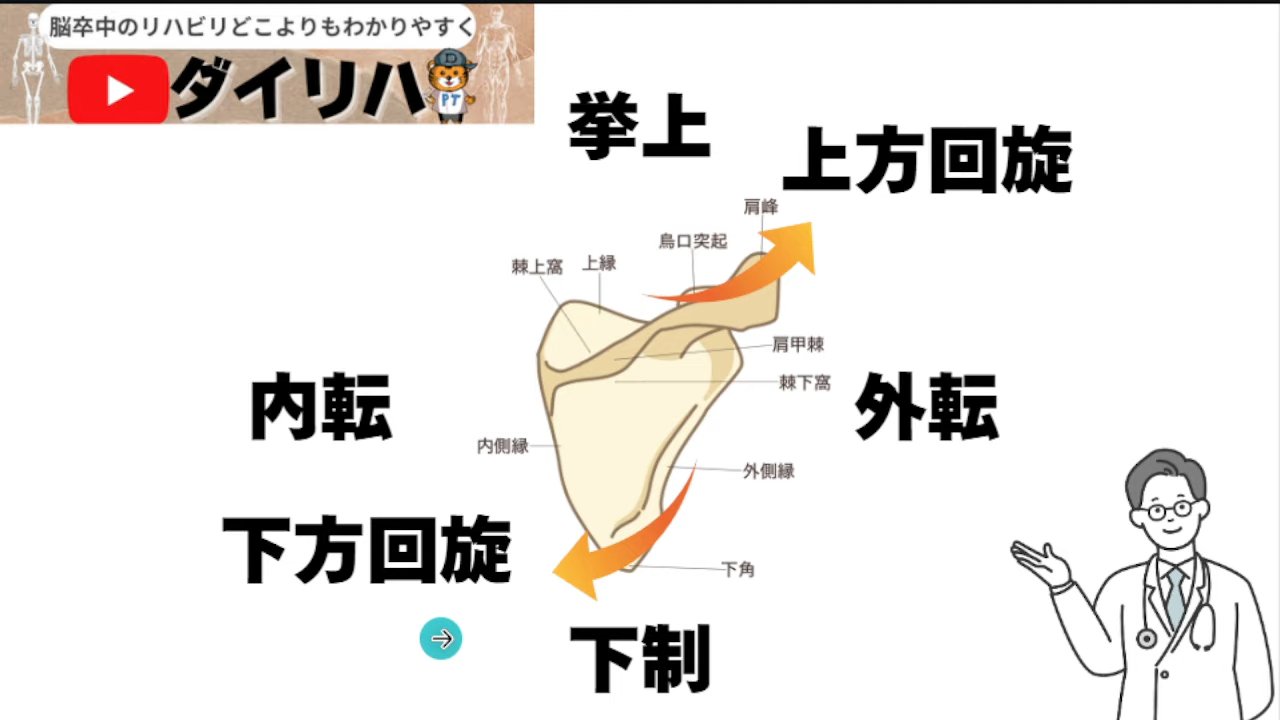 脳卒中のリハビリどこよりもわかりやすく
ダイリハ
D
PT
挙上
上方回旋
肩峰
烏口突起
上縁
棘上窩
肩甲棘
棘下窩
内転
外転
内側縁
外側縁
下方回旋
下角
下制